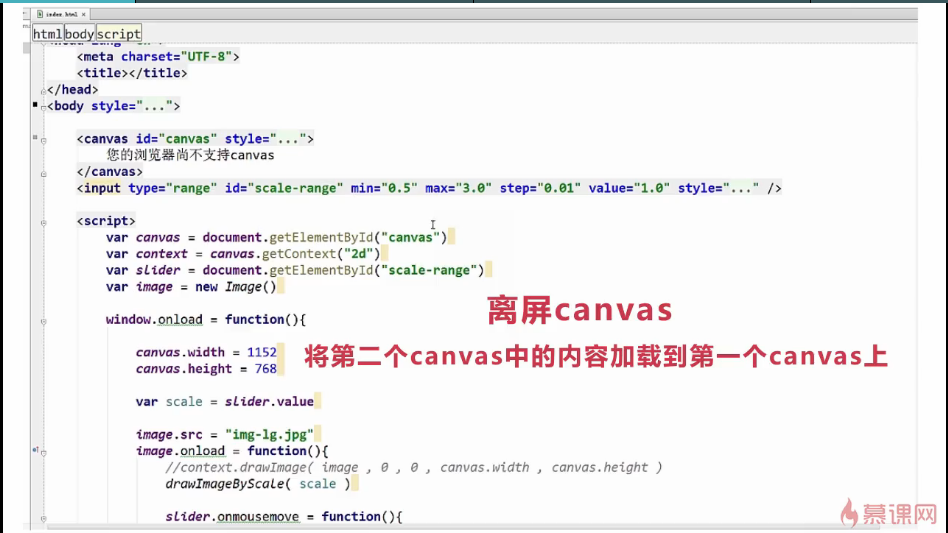 index.html
html body script
<meta charset="UTF-8">
<title></title>
</head>
<body style="...">
<canvas id="canvas" style="...">
您的浏览器尚不支持canvas
</canvas>
<input type="range" id="scale-range" min="0.5" max="3.0" step="0.01" value="1.0" style="..." />
<script>
var canvas = document.getElementById("canvas")
var context = canvas.getContext("2d")
var slider = document.getElementById("scale-range")
var image = new Image()
window.onload = function(){
离屏canvas
将第二个canvas中的内容加载到第一个canvas上
canvas.width = 1152
canvas.height = 768
var scale = slider.value
image.src = "img-lg.jpg"
image.onload = function(){
//context.drawImage( image , 0 , 0 , canvas.width , canvas.height )
drawImageByScale( scale )
slider.onmousemove = function(){
慕课网